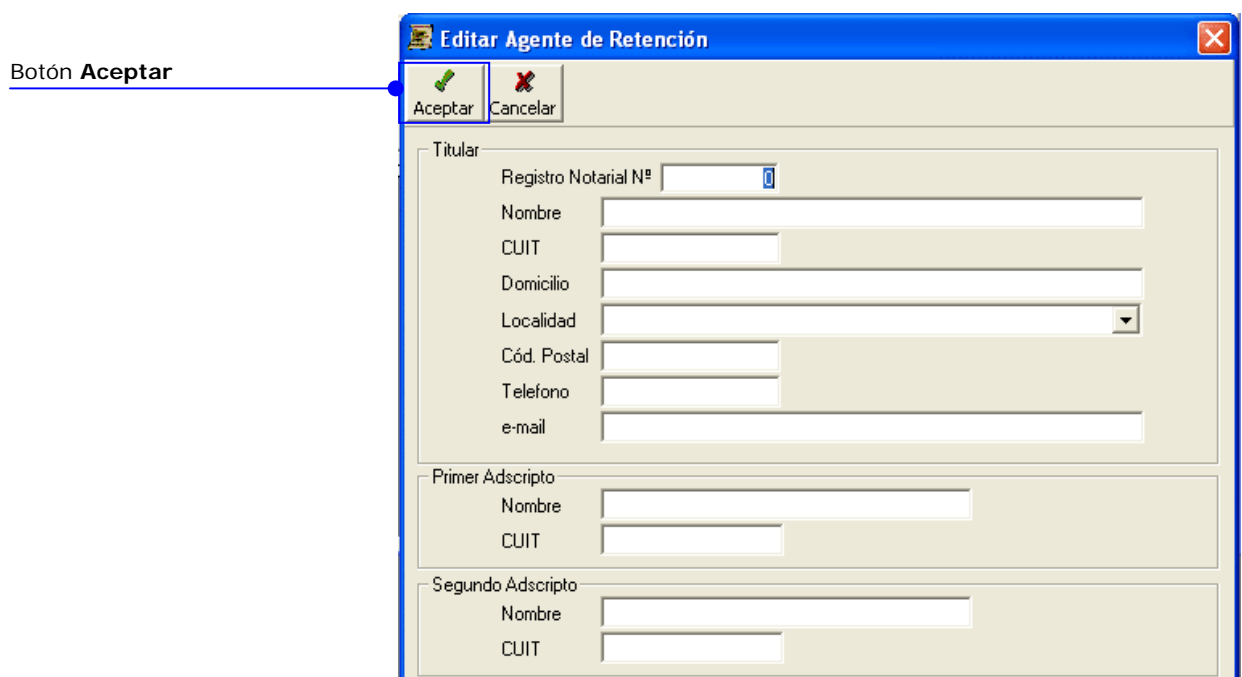 Editar Agente de Retención
Botón Aceptar
Aceptar Cancelar
Titular
Registro Notarial Nº 0
Nombre
CUIT
Domicilio
Localidad
Cód. Postal
Telefono
e-mail
Primer Adscripto
Nombre
CUIT
Segundo Adscripto
Nombre
CUIT